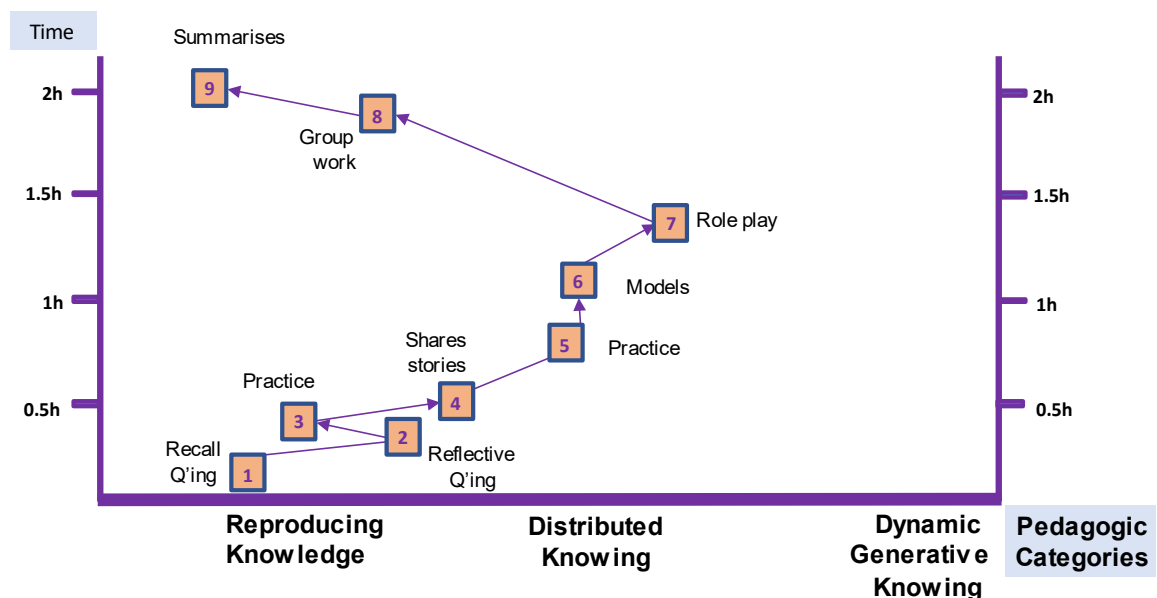 Time
Summarises
2h
9
8
2h
Group
work
1.5h
1.5h
7
Role play
6
Models
1h
1h
Shares
stories
5
Practice
Practice
0.5h
4
0.5h
3
2
Recall
Q'ing
1
Reflective
Q'ing
Reproducing
Knowledge
Distributed
Knowing
Dynamic
Generative
Knowing
Pedagogic
Categories